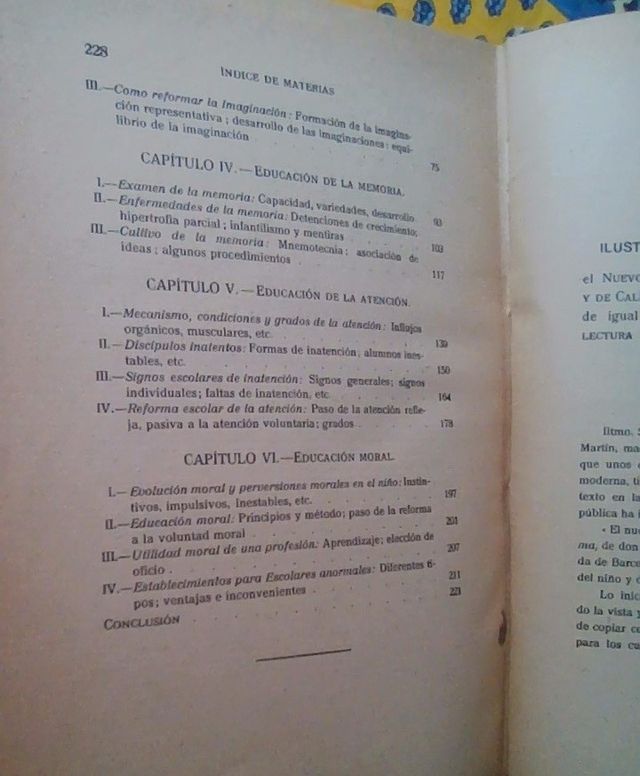 228
INDICE DE MATERIAS
III.—Como reformar la imaginación: Formación de la imagina-
ción representativa; desarrollo de las imaginaciones; equi-
librio de la imaginación 75
CAPÍTULO IV.—EDUCACIÓN DE LA MEMORIA.
I.—Examen de la memoria: Capacidad, variedades, desarrollo 93
II.—Enfermedades de la memoria: Detenciones de crecimiento;
hipertrofia parcial; infantilismo y mentiras 103
III.—Cultivo de la memoria: Mnemotecnia; asociación de
ideas; algunos procedimientos 117
CAPÍTULO V.—EDUCACIÓN DE LA ATENCIÓN.
I.—Mecanismo, condiciones y grados de la atención: Influjos
orgánicos, musculares, etc. 139
II.—Discípulos inatentos: Formas de inatención; alumnos ines-
tables, etc. 150
III.—Signos escolares de inatención: Signos generales; signos
individuales; faltas de inatención, etc. 164
IV.—Reforma escolar de la atención: Paso de la atención refle-
ja, pasiva a la atención voluntaria; grados 178
CAPÍTULO VI.—EDUCACIÓN MORAL.
I.—Evolución moral y perversiones morales en el niño: Instin-
tivos, impulsivos, inestables, etc. 197
II.—Educación moral: Principios y método; paso de la reforma
a la voluntad moral 201
III.—Utilidad moral de una profesión: Aprendizaje; elección de
oficio 207
IV.—Establecimientos para Escolares anormales: Diferentes ti-
pos; ventajas e inconvenientes 211
CONCLUSIÓN 221
ILUST
el NUEVO
Y DE CAL
de igual
LECTURA
Iltmo. S
Martín, ma
que unos
moderna, ti
texto en la
pública ha
« El nue
ma, de don
da de Barce
del niño y
Lo inic
do la vista y
de copiar
para los cu